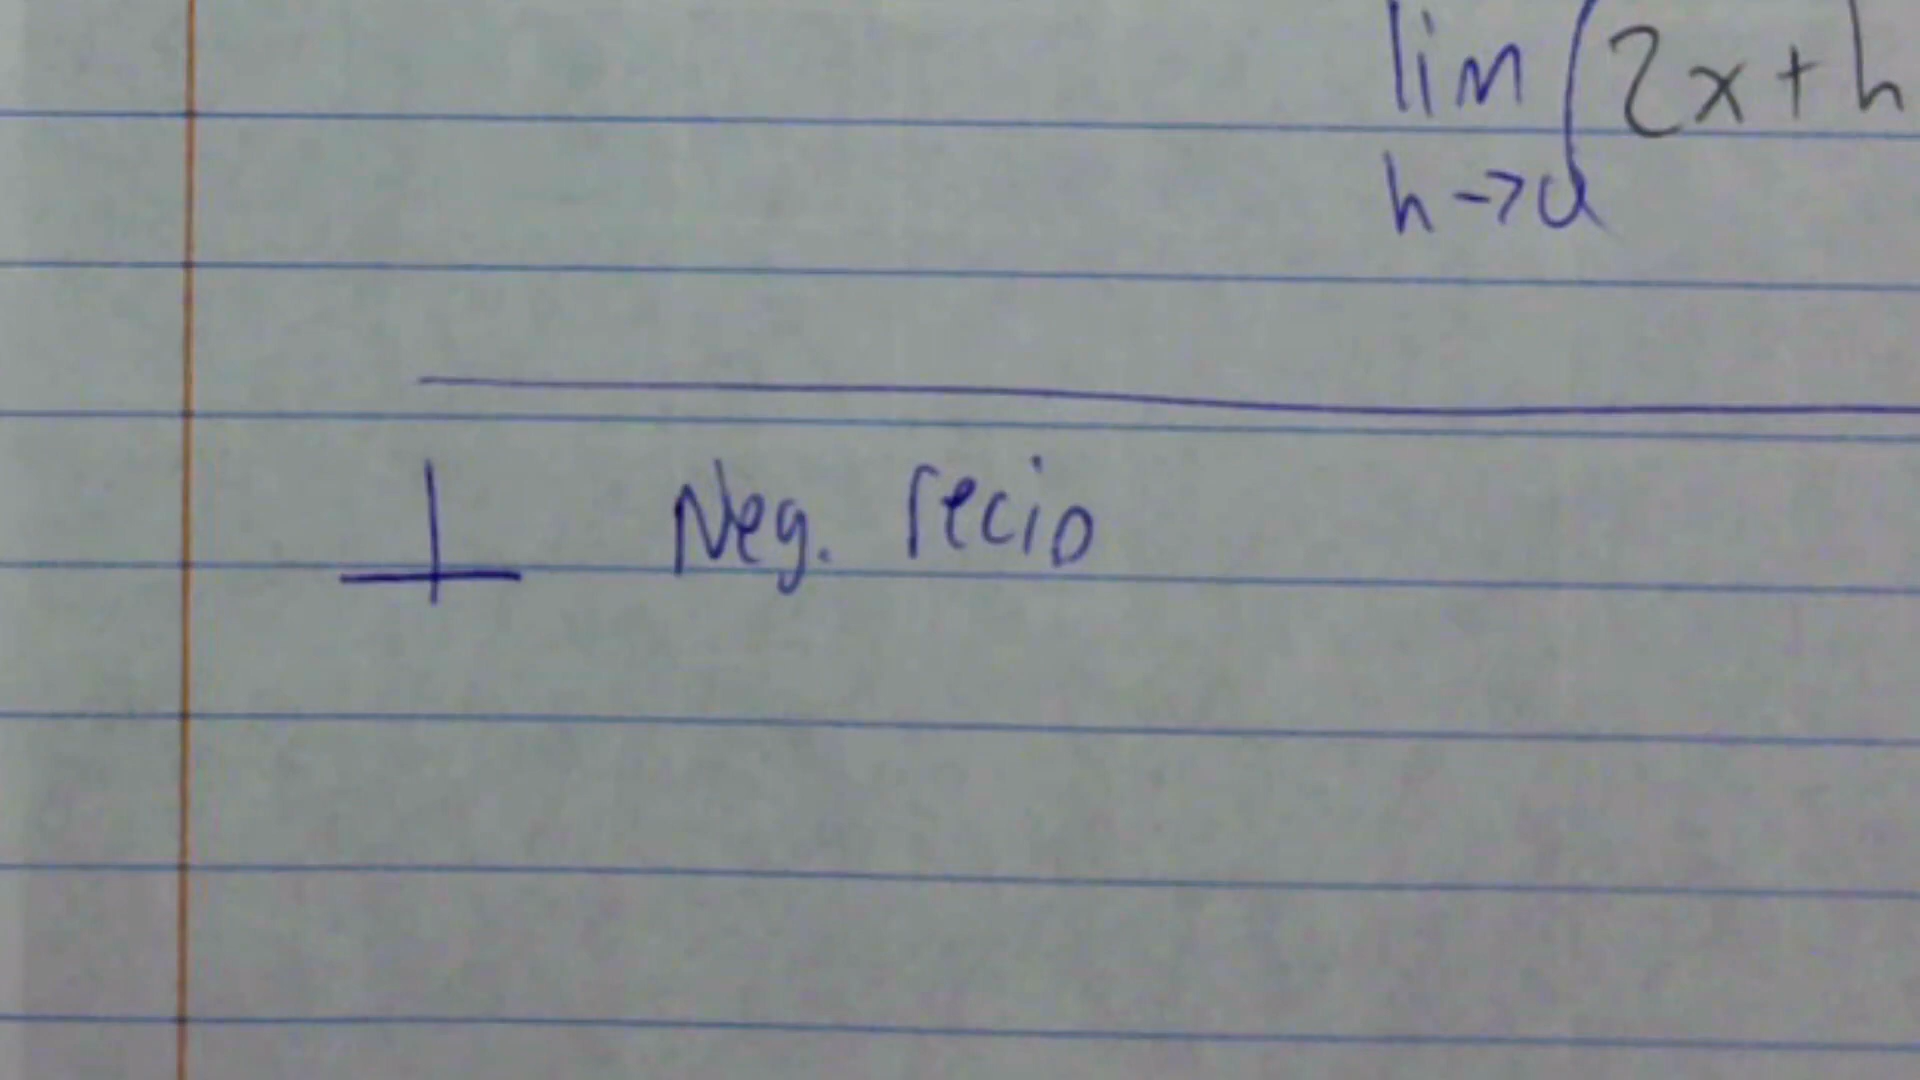 lim (2x+h
h→0
⊥ Neg. recip